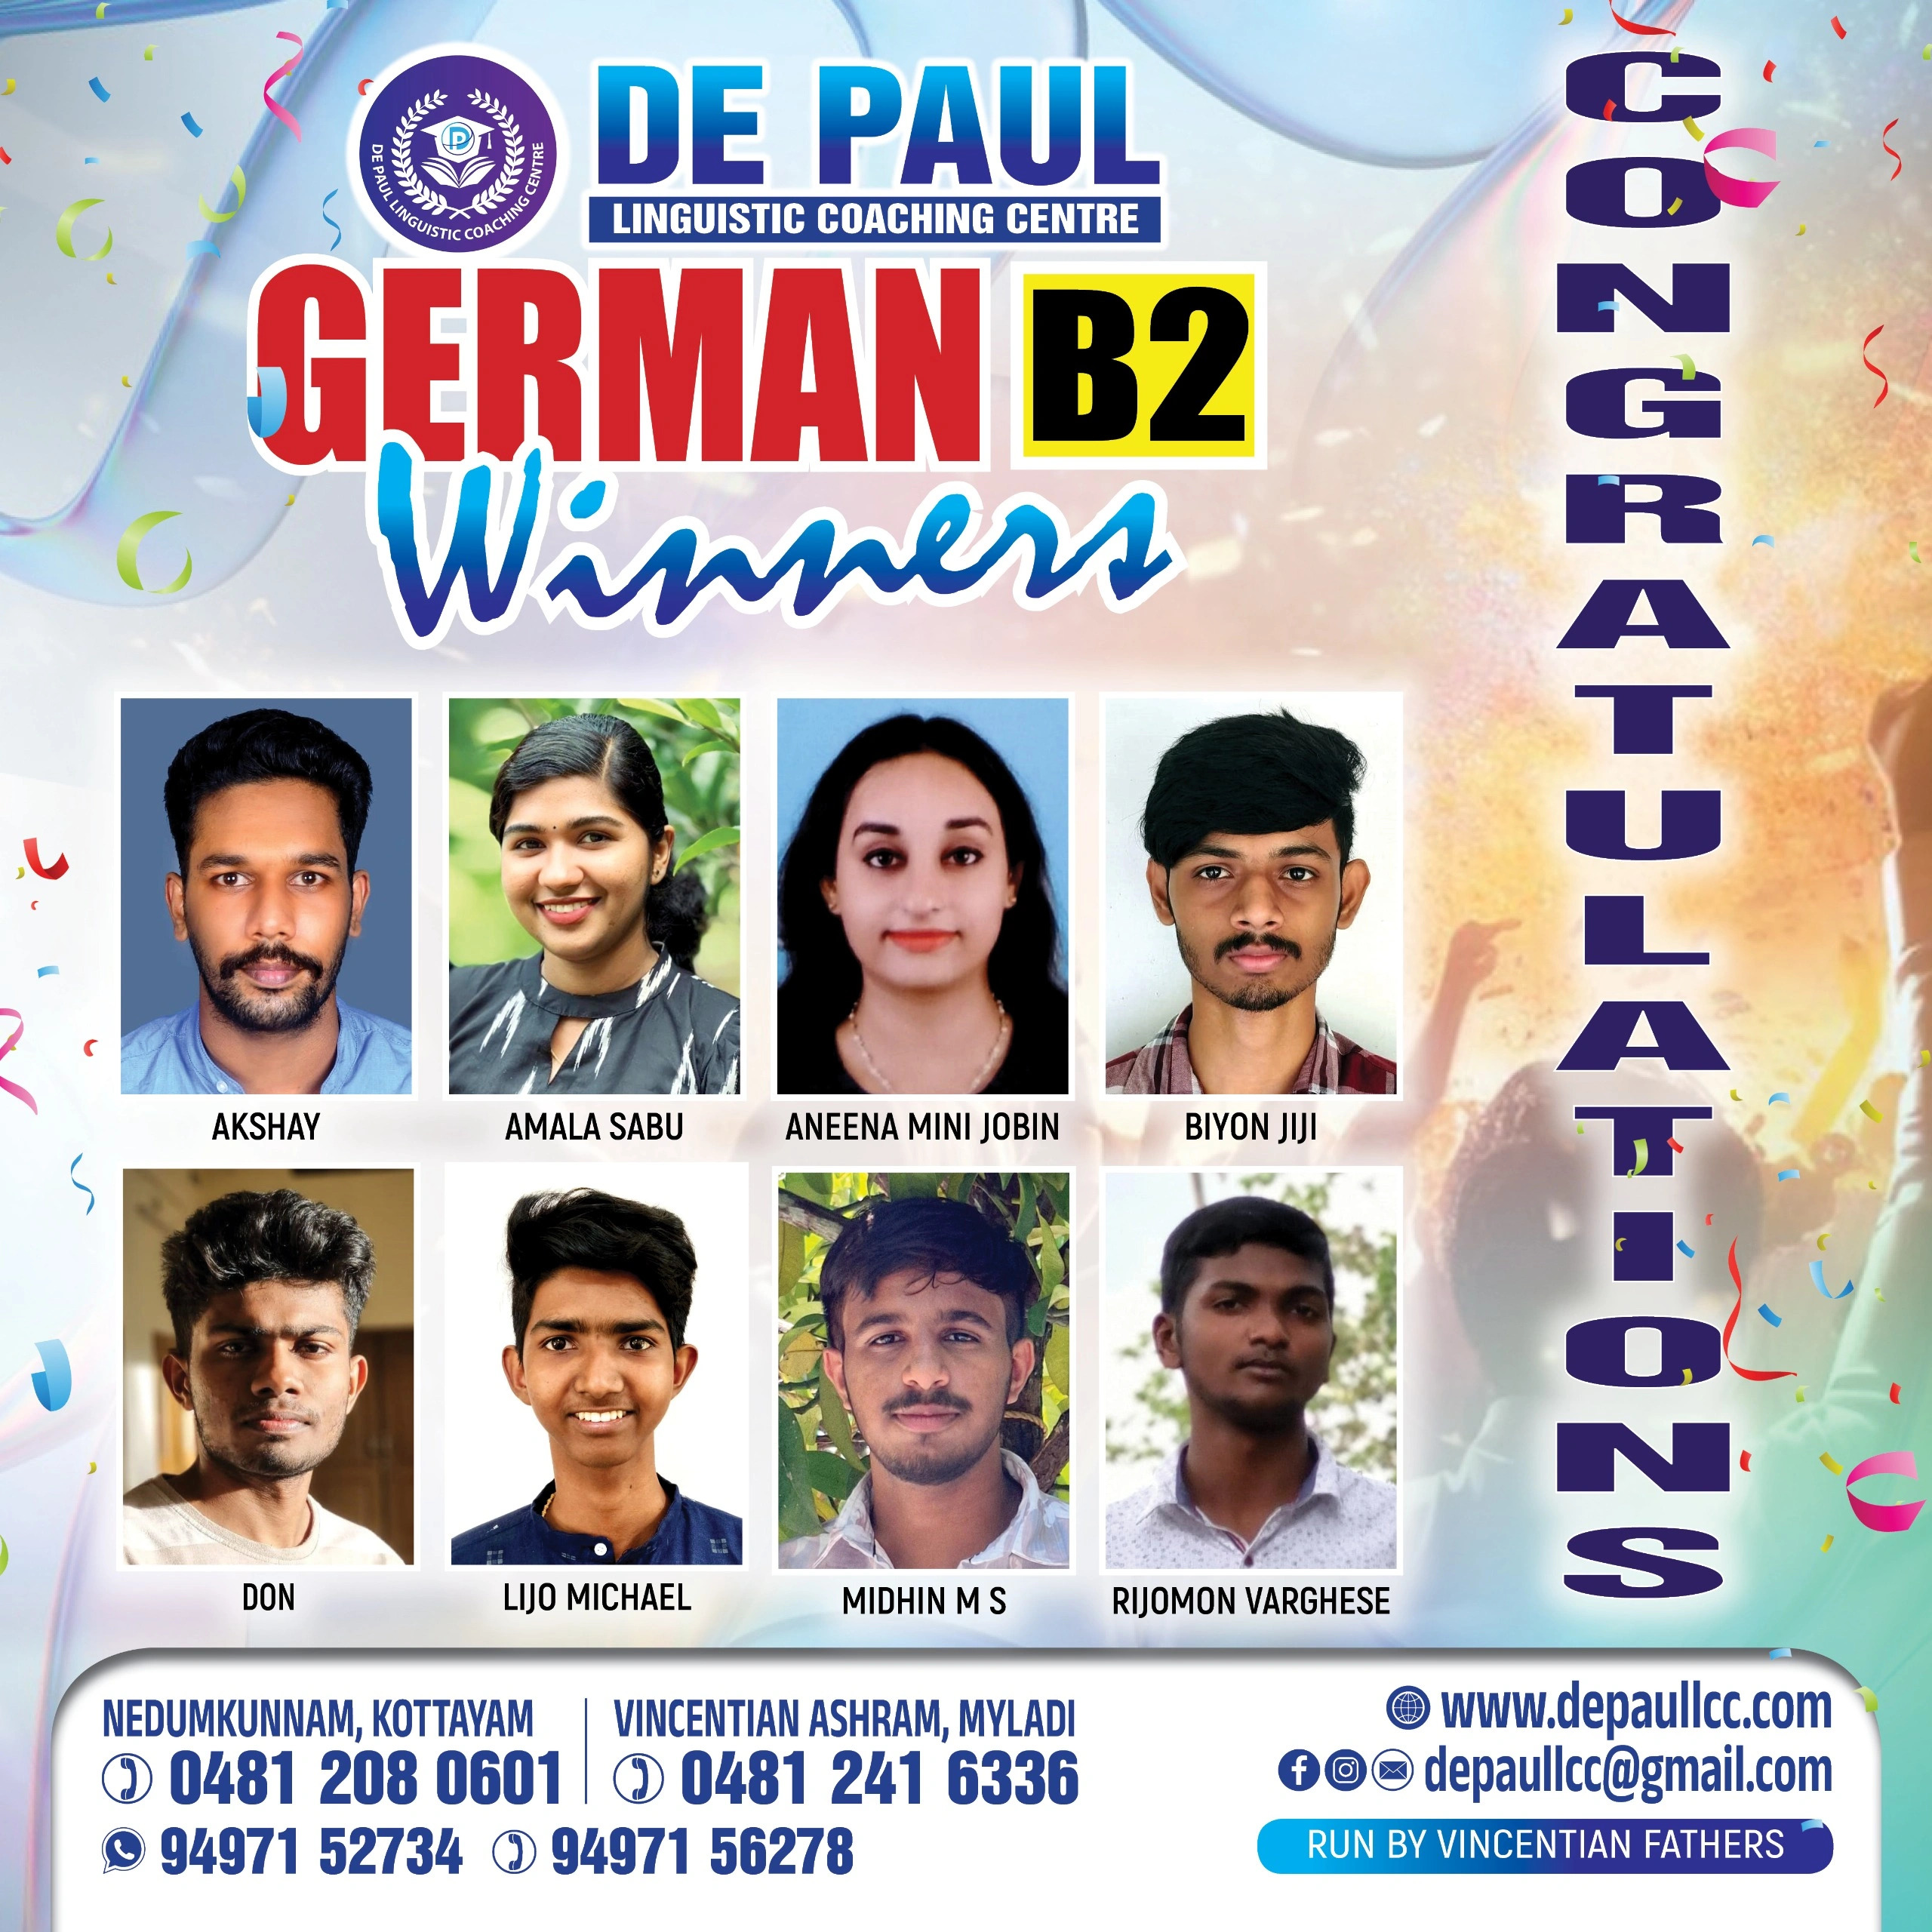 DE PAUL LINGUISTIC COACHING CENTRE
DE PAUL
LINGUISTIC COACHING CENTRE
GERMAN B2
Winners
CONGRATULATIONS
AKSHAY
AMALA SABU
ANEENA MINI JOBIN
BIYON JIJI
DON
LIJO MICHAEL
MIDHIN M S
RIJOMON VARGHESE
NEDUMKUNNAM, KOTTAYAM
0481 208 0601
VINCENTIAN ASHRAM, MYLADI
0481 241 6336
94971 52734
94971 56278
www.depaullcc.com
depaullcc@gmail.com
RUN BY VINCENTIAN FATHERS